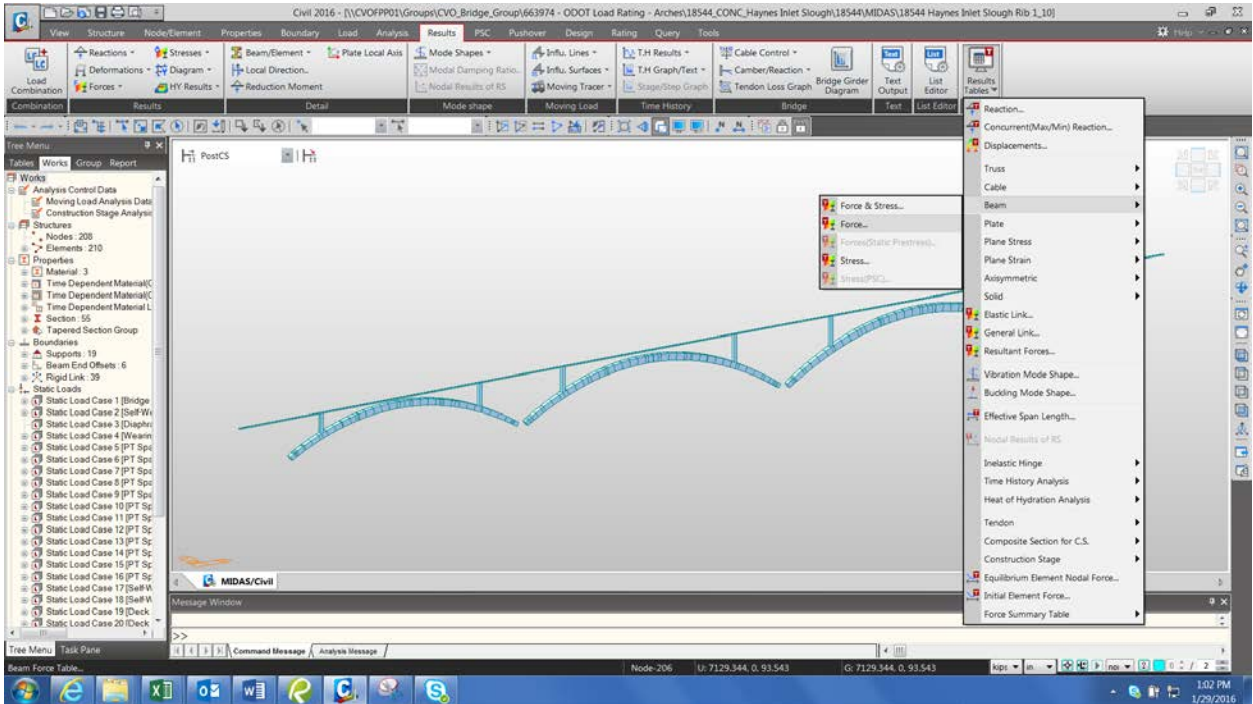 Civil 2016 - [\\CVOFPP01\Groups\CVO_Bridge_Group\663974 - ODOT Load Rating - Arches\18544_CONC_Haynes Inlet Slough\18544\MIDAS\18544 Haynes Inlet Slough Rib 1_10]
View Structure Node/Element Properties Boundary Load Analysis Results PSC Pushover Design Rating Query Tools Help
Reactions Stresses Beam/Element Plate Local Axis Mode Shapes Influ. Lines T.H Results Cable Control
Deformations Diagram Local Direction... Modal Damping Ratio... Influ. Surfaces T.H Graph/Text Camber/Reaction
Forces HY Results Reduction Moment Nodal Results of RS Moving Tracer Stage/Step Graph Tendon Loss Graph
Load Combination
Bridge Girder Diagram
Text Output
List Editor
Results Tables
Combination Results Detail Mode shape Moving Load Time History Bridge Text List Editor
Tree Menu
Tables Works Group Report
PostCS
Works
Analysis Control Data
Moving Load Analysis Data
Construction Stage Analysis
Structures
Nodes : 208
Elements : 210
Properties
Material : 3
Time Dependent Material(C
Time Dependent Material(C
Time Dependent Material L
Section : 55
Tapered Section Group
Boundaries
Supports : 19
Beam End Offsets : 6
Rigid Link : 39
Static Loads
Static Load Case 1 [Bridge
Static Load Case 2 [Self-We
Static Load Case 3 [Diaphra
Static Load Case 4 [Wearin
Static Load Case 5 [PT Spa
Static Load Case 6 [PT Spa
Static Load Case 7 [PT Spa
Static Load Case 8 [PT Spa
Static Load Case 9 [PT Spa
Static Load Case 10 [PT Sp
Static Load Case 11 [PT Sp
Static Load Case 12 [PT Sp
Static Load Case 13 [PT Sp
Static Load Case 14 [PT Sp
Static Load Case 15 [PT Sp
Static Load Case 16 [PT Sp
Static Load Case 17 [Self-W
Static Load Case 18 [Self-W
Static Load Case 19 [Deck
Static Load Case 20 [Deck
Tree Menu Task Pane
Force & Stress...
Force...
Forces(Static Prestress)...
Stress...
Stress(PSC)...
Reaction...
Concurrent(Max/Min) Reaction...
Displacements...
Truss
Cable
Beam
Plate
Plane Stress
Plane Strain
Axisymmetric
Solid
Elastic Link...
General Link...
Resultant Forces...
Vibration Mode Shape...
Buckling Mode Shape...
Effective Span Length...
Nodal Results of RS
Inelastic Hinge
Time History Analysis
Heat of Hydration Analysis
Tendon
Composite Section for C.S.
Construction Stage
Equilibrium Element Nodal Force...
Initial Element Force...
Force Summary Table
MIDAS/Civil
Message Window
>>
Command Message Analysis Message
Beam Force Table...
Node-206 U: 7129.344, 0, 93.543 G: 7129.344, 0, 93.543 kips in non 2 / 2
1:02 PM
1/29/2016